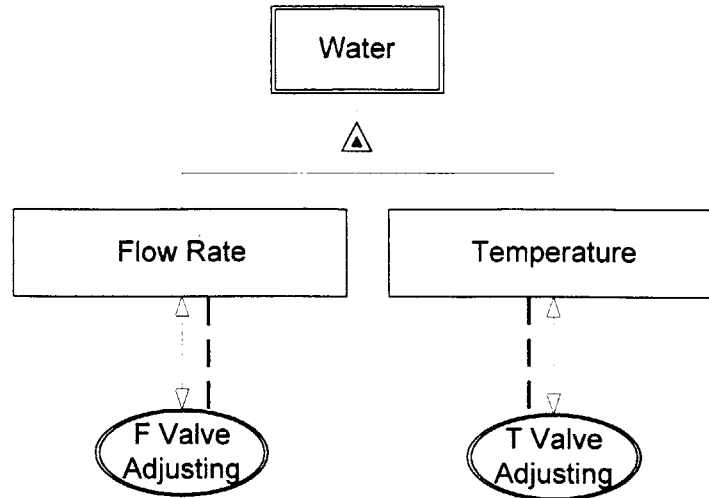 Water
Flow Rate
Temperature
F Valve
Adjusting
T Valve
Adjusting